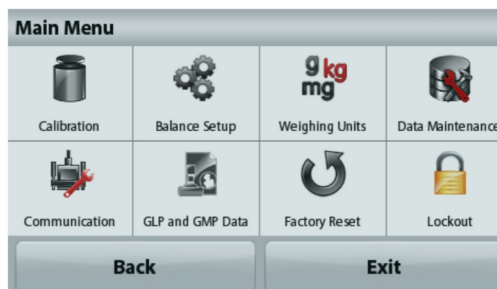 Main Menu
g kg
mg
Calibration
Balance Setup
Weighing Units
Data Maintenance
Communication
GLP and GMP Data
Factory Reset
Lockout
Back
Exit